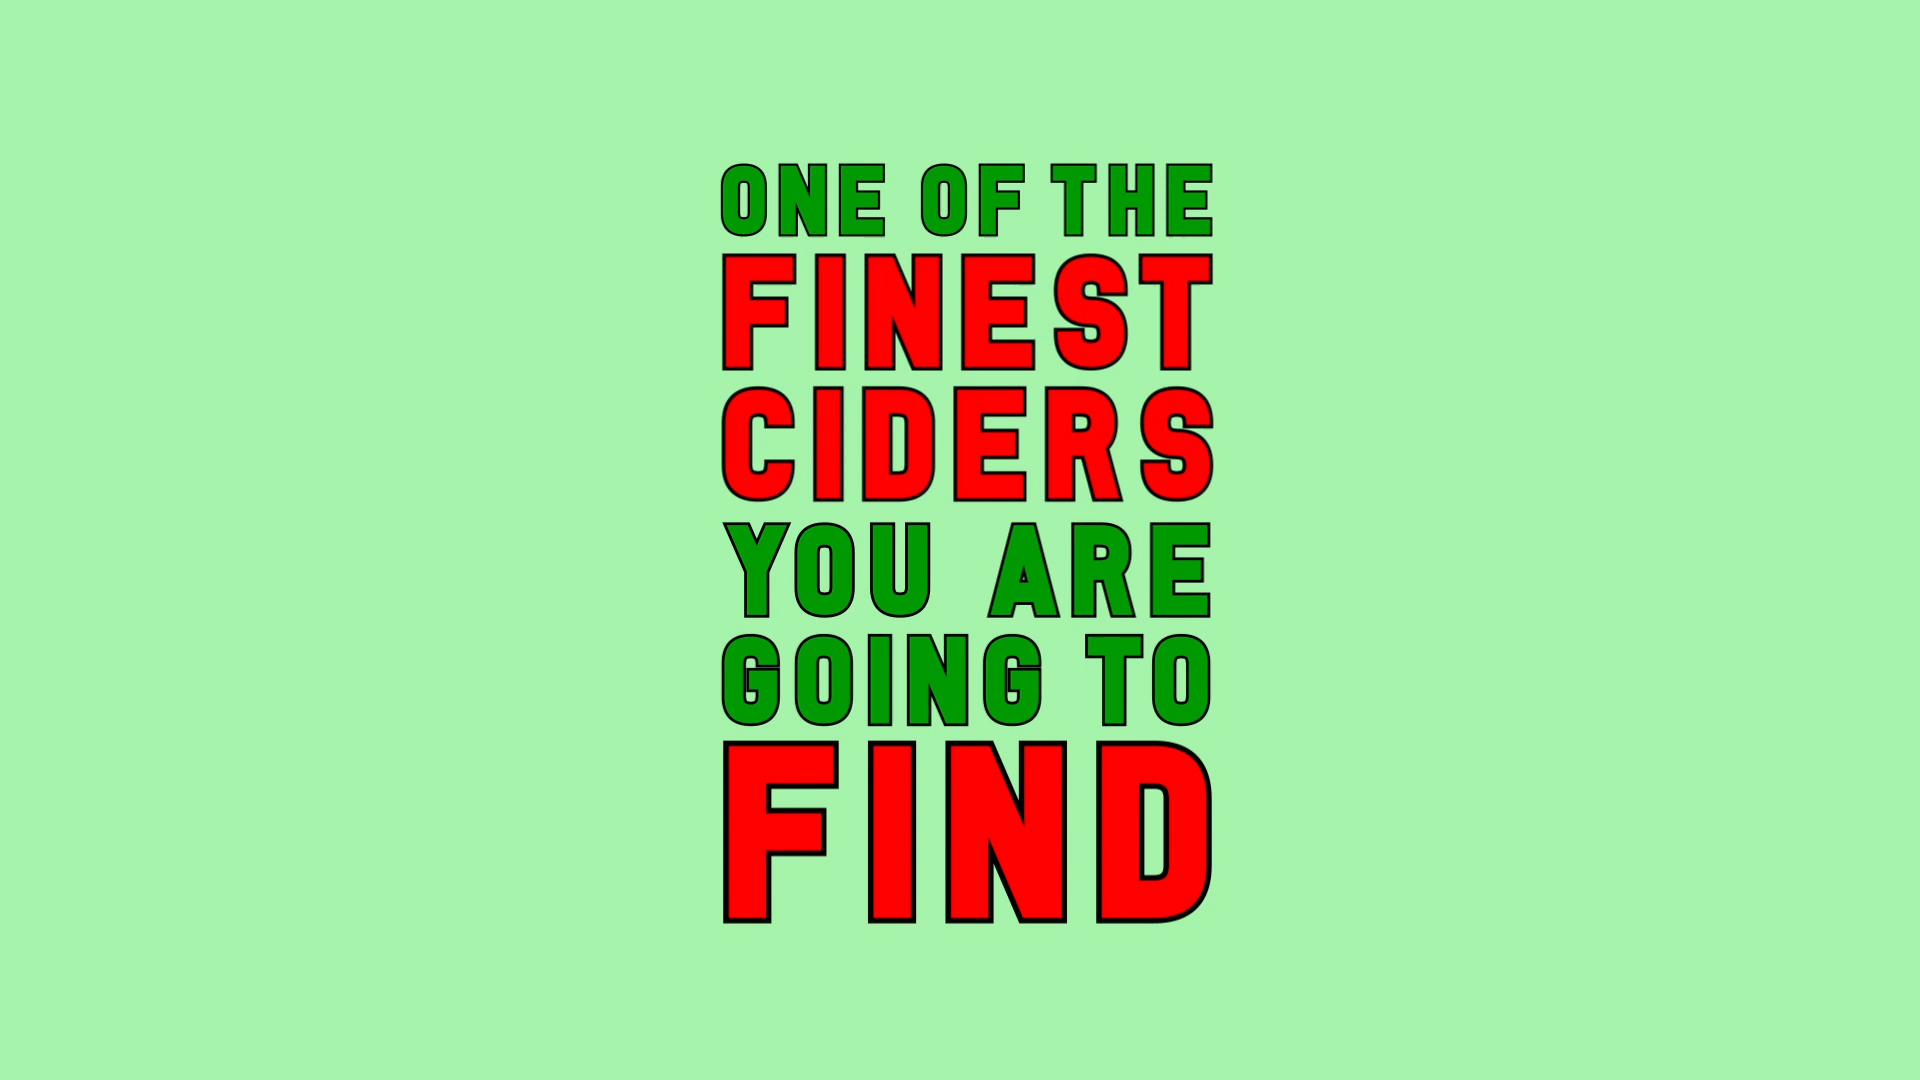 ONE OF THE
FINEST
CIDERS
YOU ARE
GOING TO
FIND